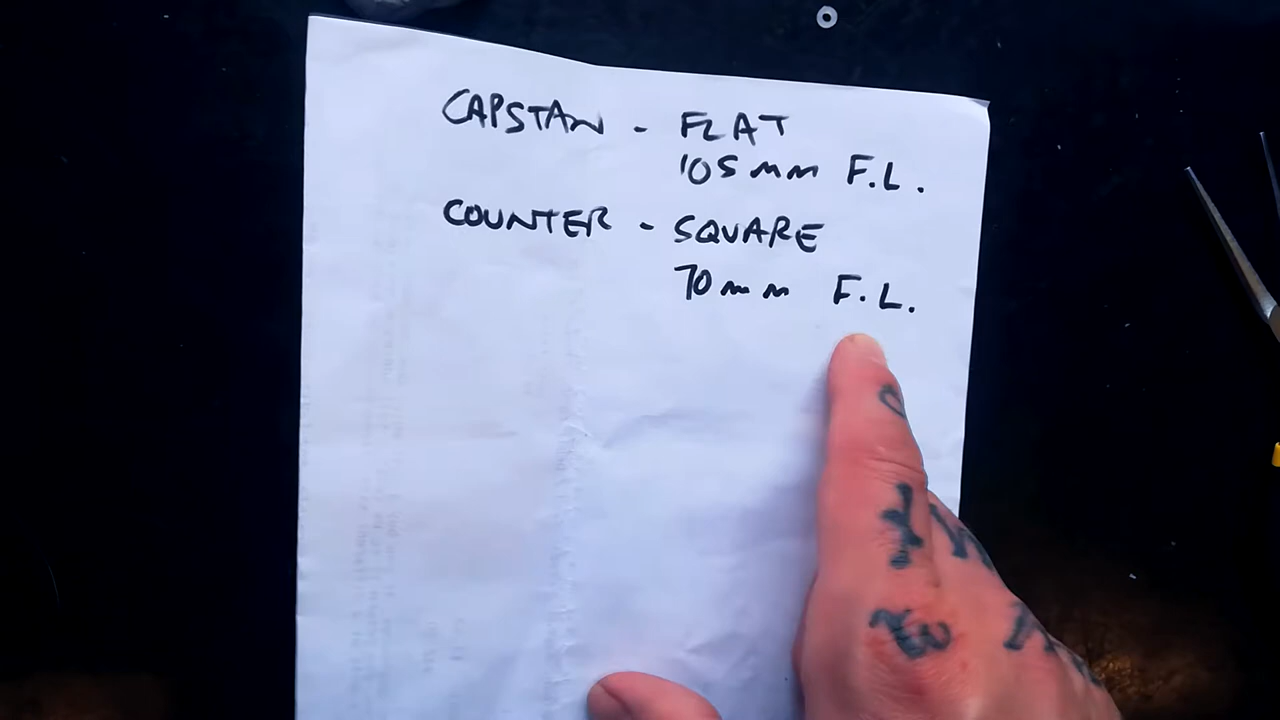 CAPSTAN - FLAT
105mm F.L.
COUNTER - SQUARE
70mm F.L.